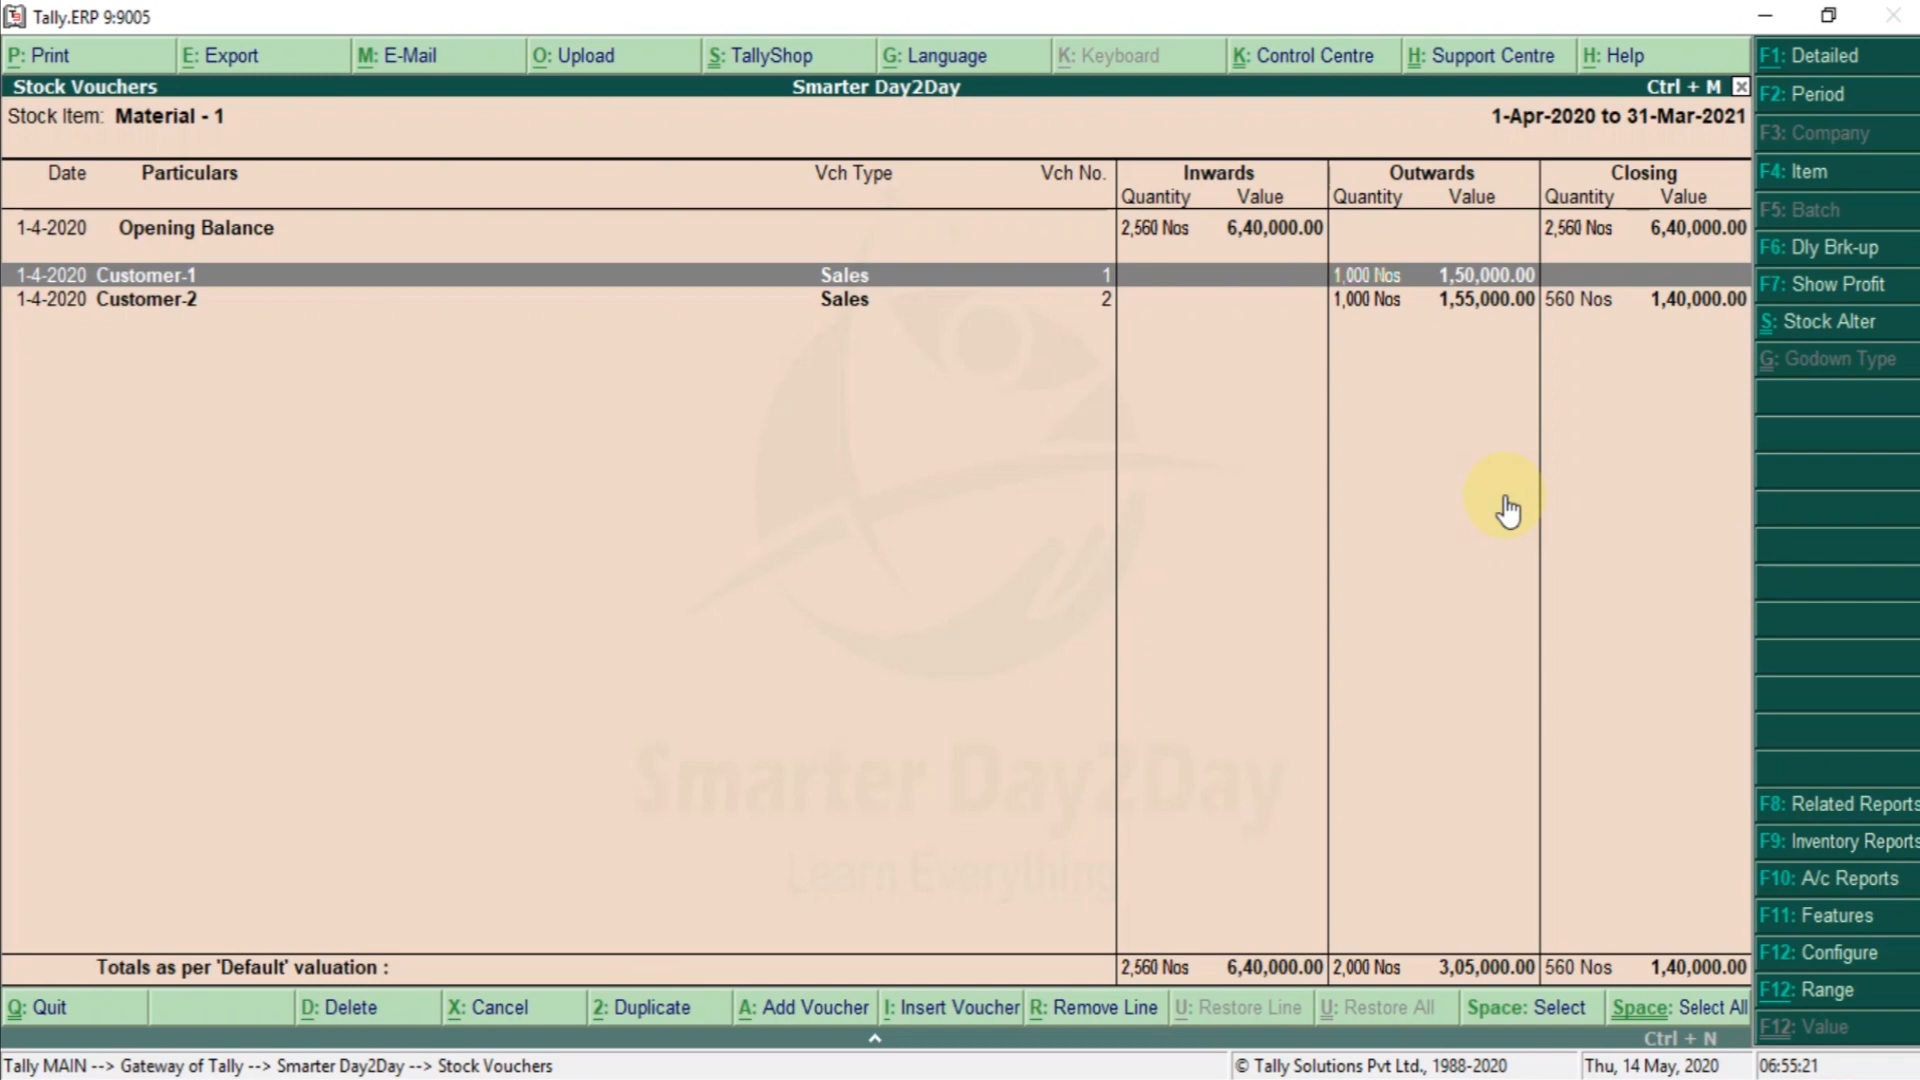 Tally.ERP 9:9005
P: Print E: Export M: E-Mail O: Upload S: TallyShop G: Language K: Keyboard K: Control Centre H: Support Centre H: Help
Stock Vouchers Smarter Day2Day Ctrl + M
Stock Item: Material - 1 1-Apr-2020 to 31-Mar-2021
Date Particulars Vch Type Vch No. Inwards Outwards Closing
Quantity Value Quantity Value Quantity Value
1-4-2020 Opening Balance 2,560 Nos 6,40,000.00 2,560 Nos 6,40,000.00
1-4-2020 Customer-1 Sales 1 1,000 Nos 1,50,000.00
1-4-2020 Customer-2 Sales 2 1,000 Nos 1,55,000.00 560 Nos 1,40,000.00
Smarter Day2Day
Learn Everything
Totals as per 'Default' valuation : 2,560 Nos 6,40,000.00 2,000 Nos 3,05,000.00 560 Nos 1,40,000.00
Q: Quit D: Delete X: Cancel 2: Duplicate A: Add Voucher I: Insert Voucher R: Remove Line U: Restore Line U: Restore All Space: Select Space: Select All
Ctrl + N
F1: Detailed
F2: Period
F3: Company
F4: Item
F5: Batch
F6: Dly Brk-up
F7: Show Profit
S: Stock Alter
G: Godown Type
F8: Related Reports
F9: Inventory Reports
F10: A/c Reports
F11: Features
F12: Configure
F12: Range
F12: Value
Tally MAIN --> Gateway of Tally --> Smarter Day2Day --> Stock Vouchers © Tally Solutions Pvt Ltd., 1988-2020 Thu, 14 May, 2020 06:55:21